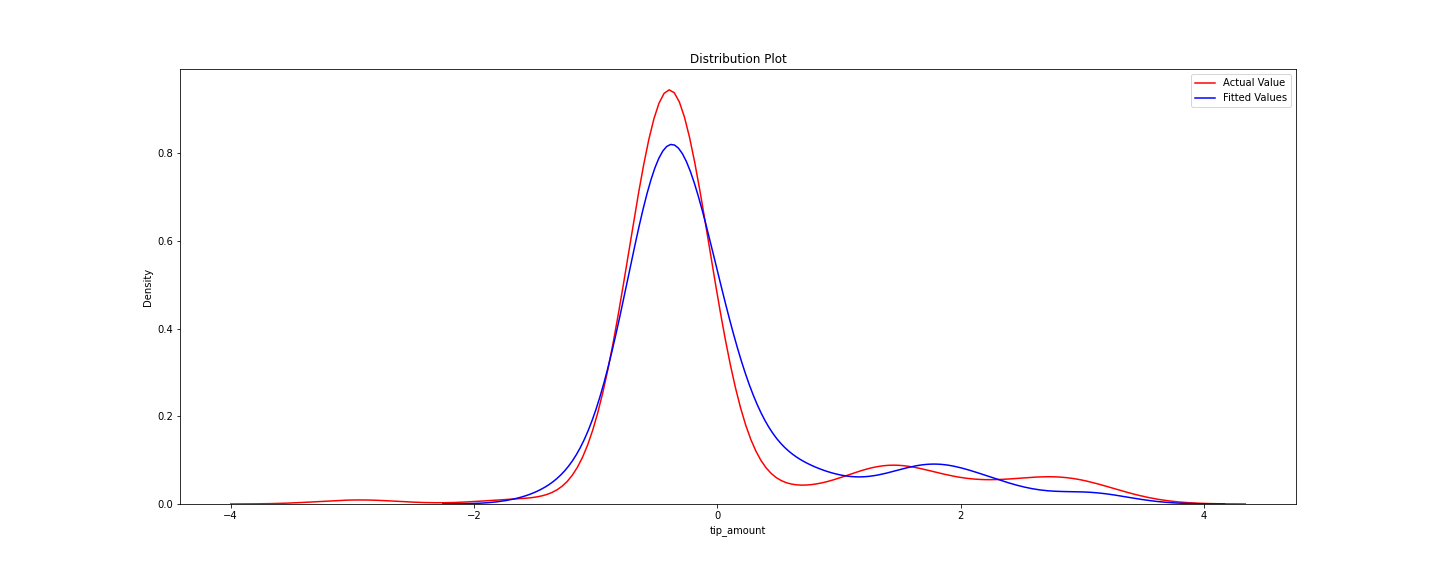 Distribution Plot
Actual Value
Fitted Values
0.8
0.6
0.4
0.2
0.0
Density
−4
−2
0
2
4
tip_amount